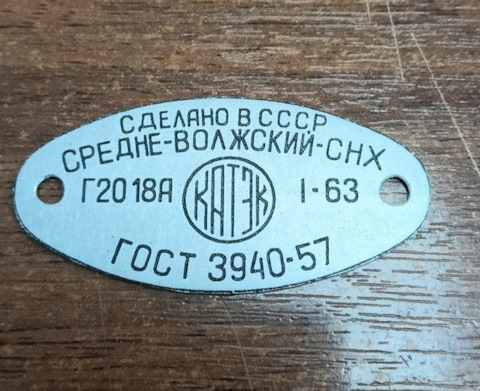 СДЕЛАНО В СССР
СРЕДНЕ-ВОЛЖСКИЙ-СНХ
Г2018А КАТЭК I-63
ГОСТ 3940-57